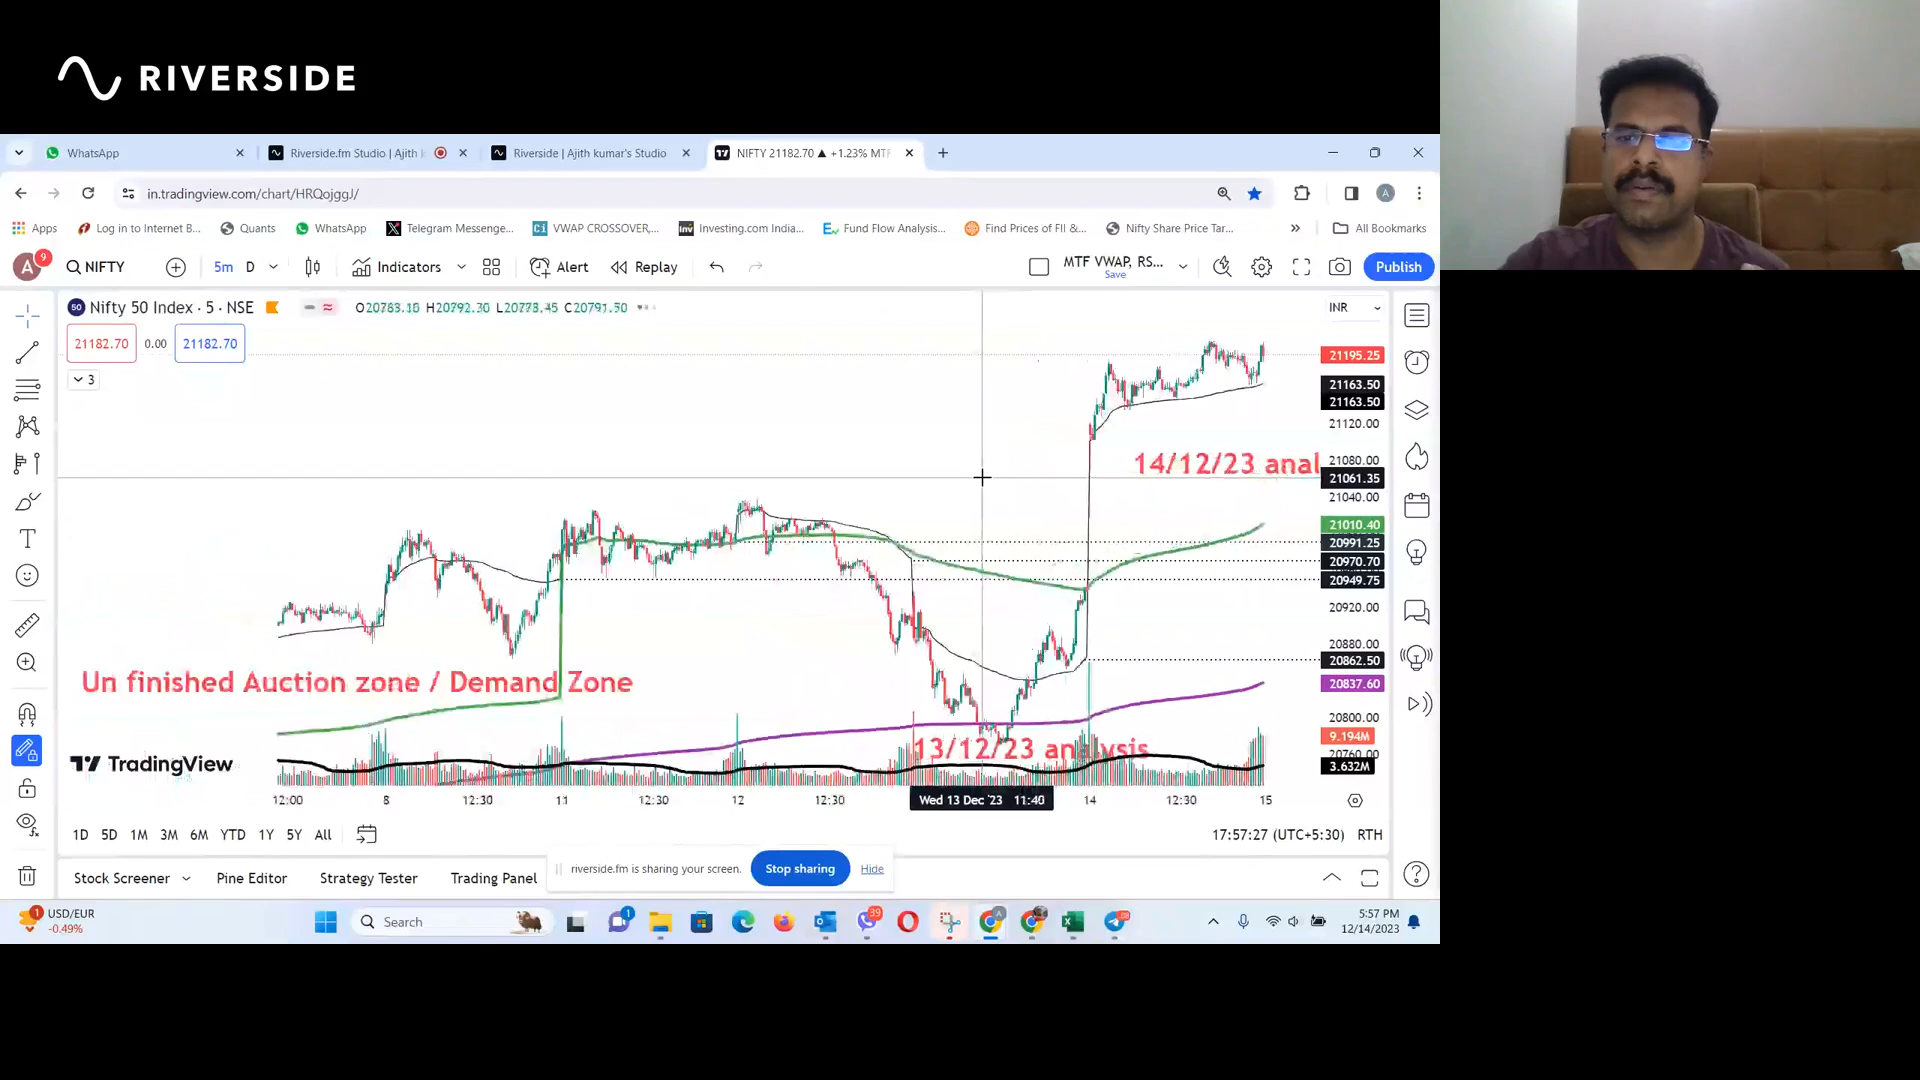 RIVERSIDE
WhatsApp
Riverside.fm Studio | Ajith k
Riverside | Ajith kumar's Studio
NIFTY 21182.70 ▲ +1.23% MTF
in.tradingview.com/chart/HRQojggJ/
Apps
Log in to Internet B...
Quants
WhatsApp
Telegram Messenge...
VWAP CROSSOVER,...
Investing.com India...
Fund Flow Analysis...
Find Prices of FII &...
Nifty Share Price Tar...
All Bookmarks
A 9
NIFTY
5m D
Indicators
Alert
Replay
MTF VWAP, RS...
Save
Publish
Nifty 50 Index · 5 · NSE
H20792.30
C20791.50
INR
21182.70 0.00 21182.70
3
21195.25
21163.50
21163.50
21120.00
14/12/23 anal
21080.00
21061.35
21040.00
21010.40
20991.25
20970.70
20949.75
20920.00
20880.00
20862.50
Un finished Auction zone / Demand Zone
20837.60
20800.00
9.194M
13/12/23 analysis
20760.00
3.632M
TradingView
12:00 8 12:30 11 12:30 12 12:30 Wed 13 Dec '23 11:40 14 12:30 15
1D 5D 1M 3M 6M YTD 1Y 5Y All
17:57:27 (UTC+5:30) RTH
Stock Screener
Pine Editor
Strategy Tester
Trading Panel
riverside.fm is sharing your screen.
Stop sharing
Hide
USD/EUR
-0.49%
Search
5:57 PM
12/14/2023